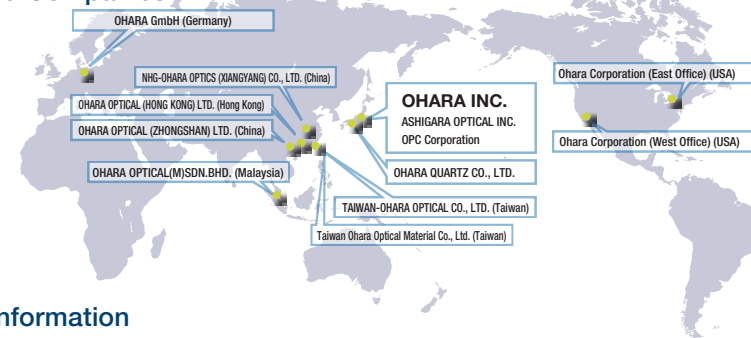 OHARA GmbH (Germany)
NHG-OHARA OPTICS (XIANGYANG) CO., LTD. (China)
OHARA OPTICAL (HONG KONG) LTD. (Hong Kong)
OHARA OPTICAL (ZHONGSHAN) LTD. (China)
OHARA OPTICAL(M)SDN.BHD. (Malaysia)
OHARA INC.
ASHIGARA OPTICAL INC.
OPC Corporation
OHARA QUARTZ CO., LTD.
TAIWAN-OHARA OPTICAL CO., LTD. (Taiwan)
Taiwan Ohara Optical Material Co., Ltd. (Taiwan)
Ohara Corporation (East Office) (USA)
Ohara Corporation (West Office) (USA)
nformation